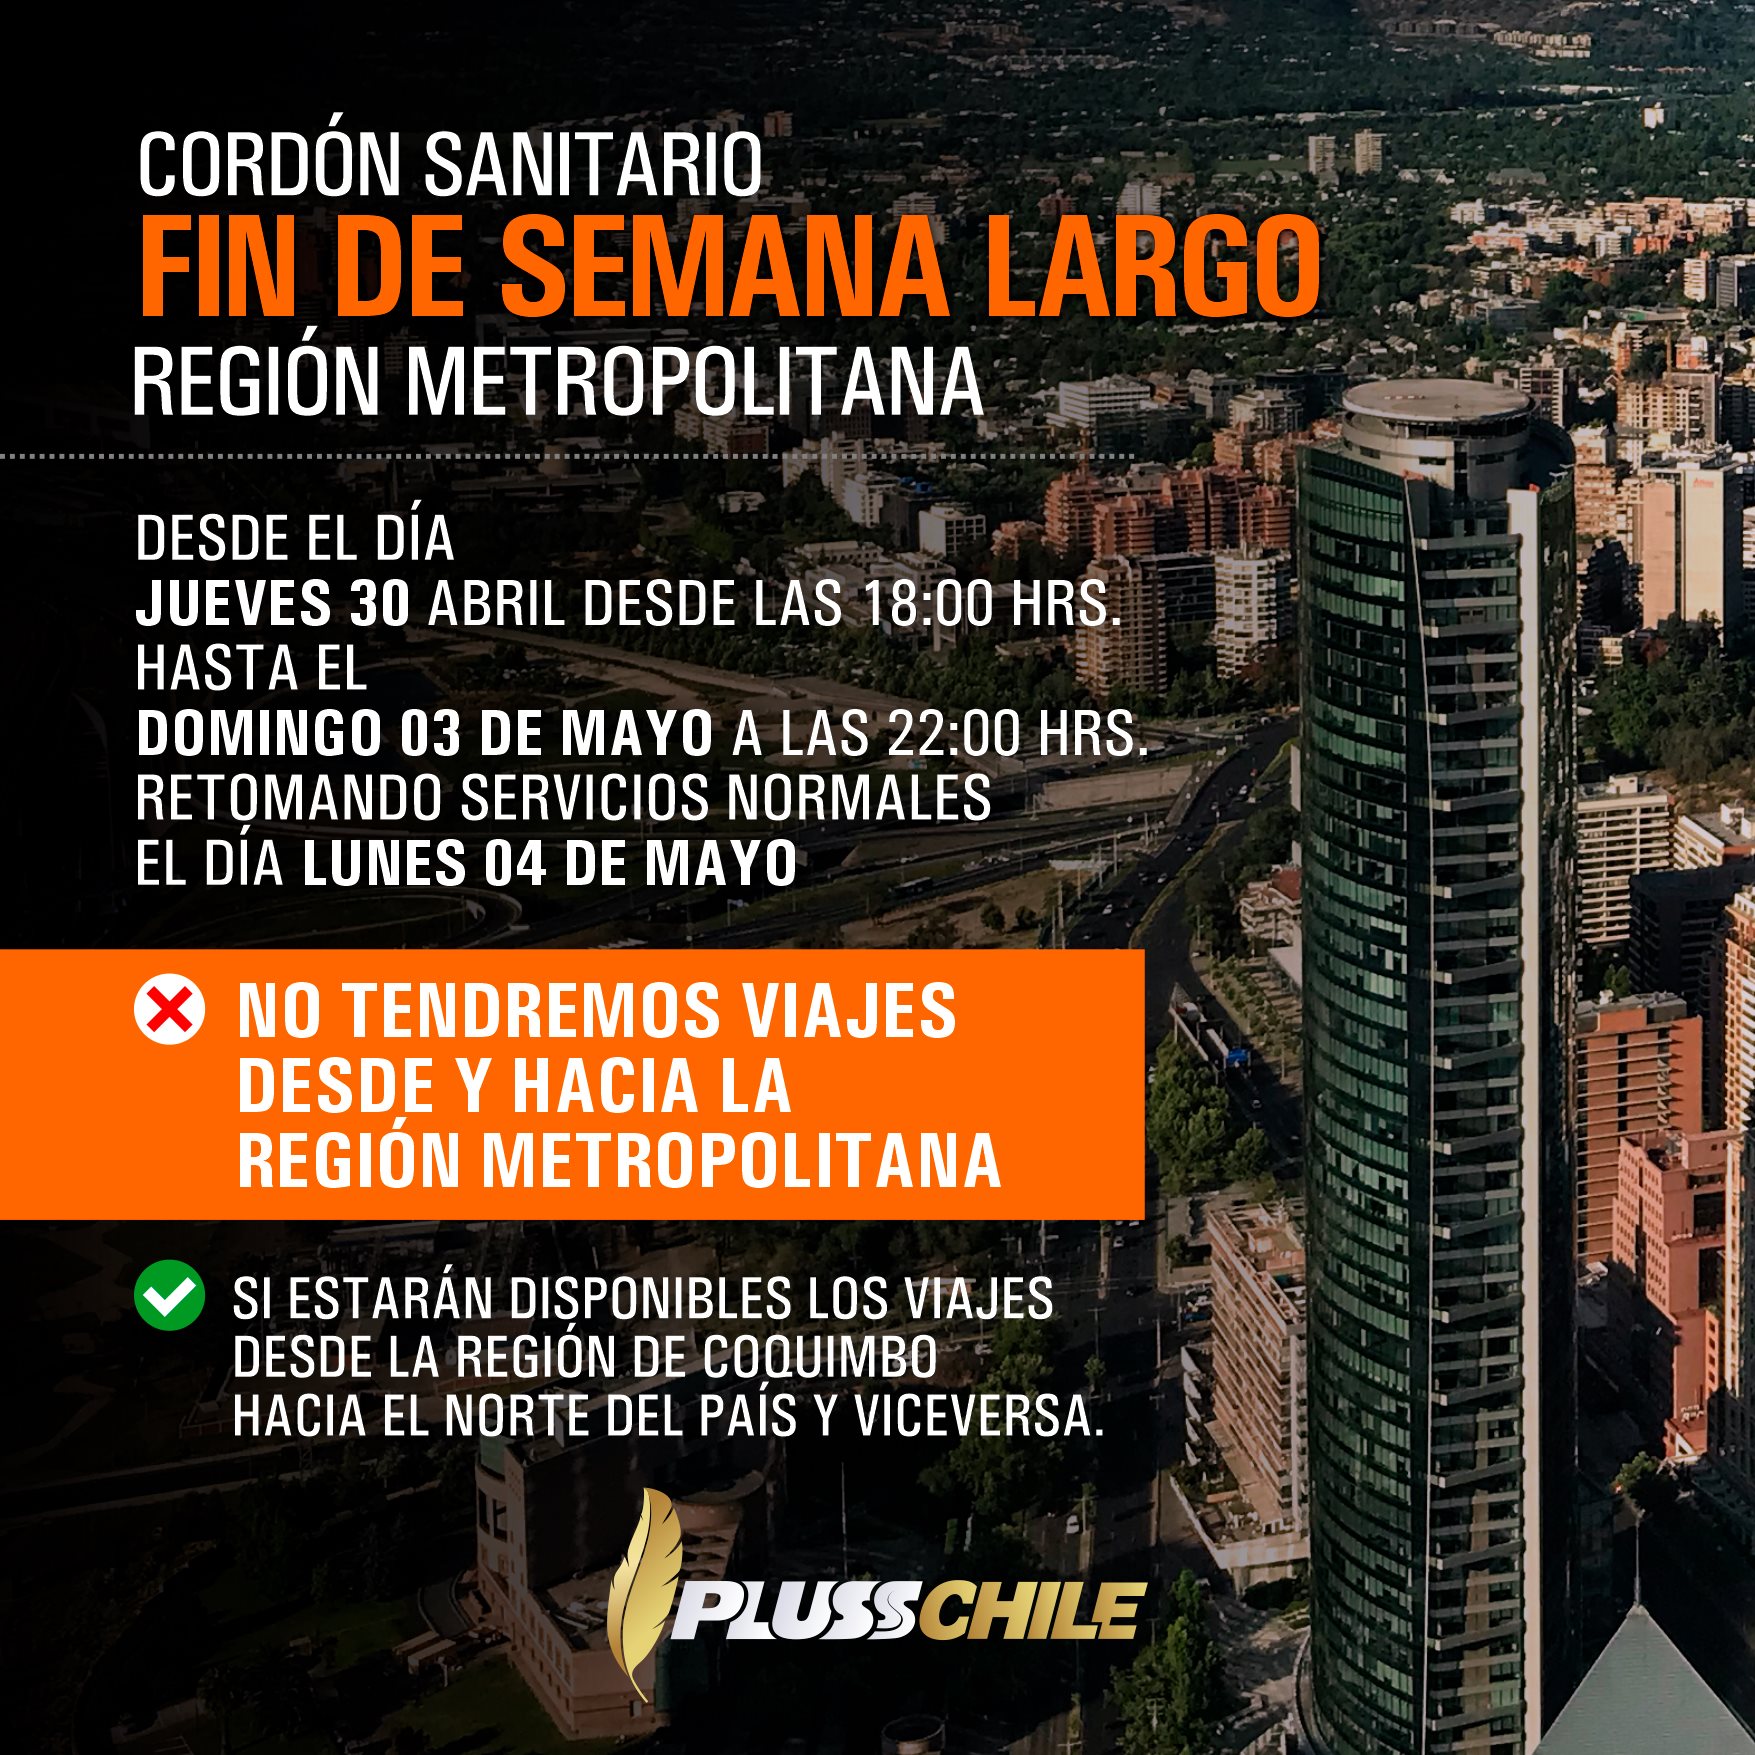 CORDÓN SANITARIO
FIN DE SEMANA LARGO
REGIÓN METROPOLITANA
DESDE EL DÍA
JUEVES 30 ABRIL DESDE LAS 18:00 HRS.
HASTA EL
DOMINGO 03 DE MAYO A LAS 22:00 HRS.
RETOMANDO SERVICIOS NORMALES
EL DÍA LUNES 04 DE MAYO
NO TENDREMOS VIAJES
DESDE Y HACIA LA
REGIÓN METROPOLITANA
SI ESTARÁN DISPONIBLES LOS VIAJES
DESDE LA REGIÓN DE COQUIMBO
HACIA EL NORTE DEL PAÍS Y VICEVERSA.
PLUSSCHILE